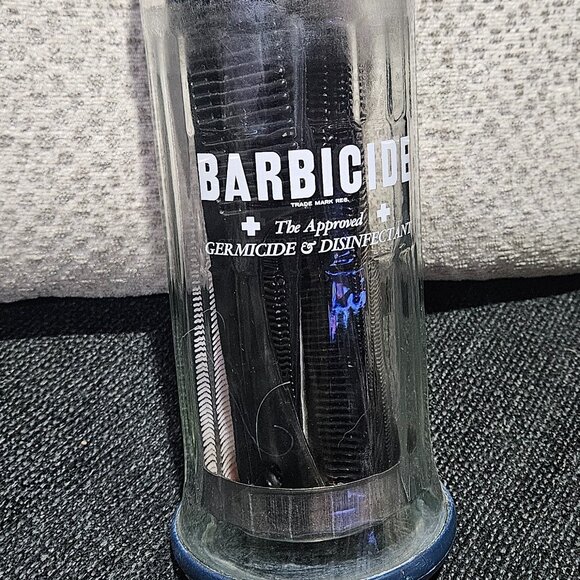 BARBICIDE
TRADE MARK REG.
The Approved
GERMICIDE & DISINFECTANT